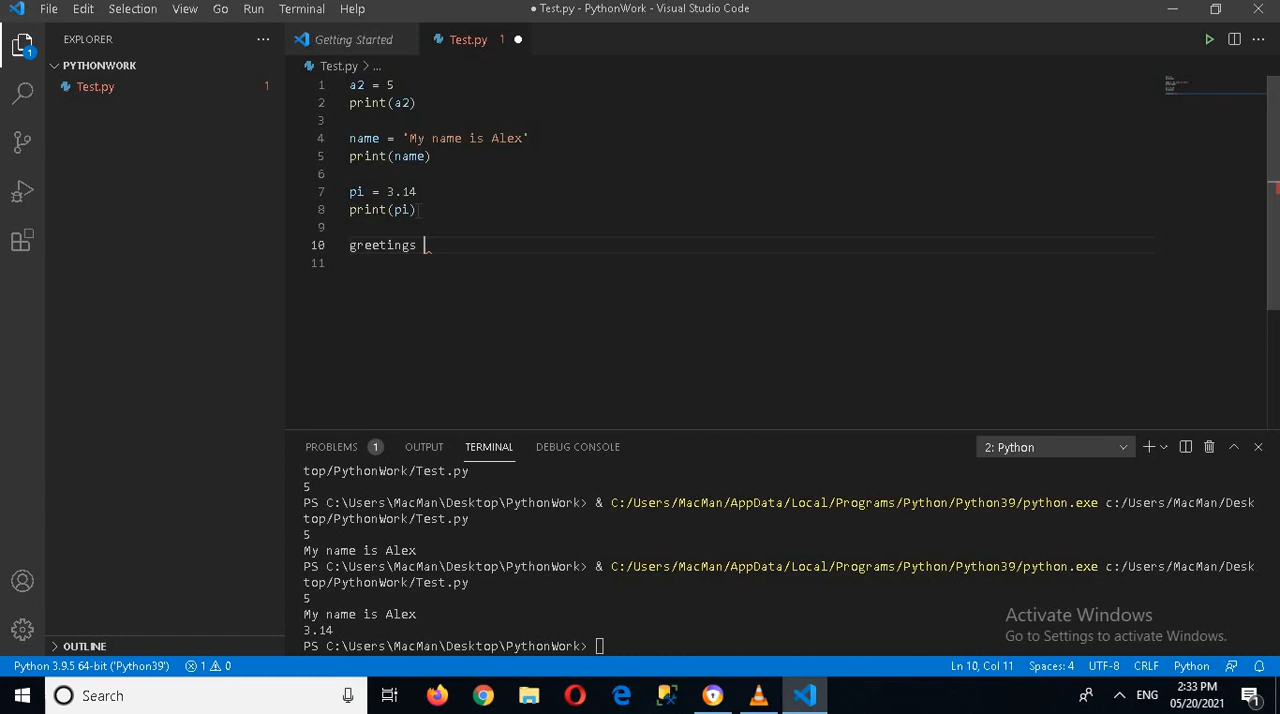 File Edit Selection View Go Run Terminal Help ● Test.py - PythonWork - Visual Studio Code
EXPLORER ··· Getting Started Test.py 1 ●
PYTHONWORK
Test.py 1
1
Test.py > ...
1 a2 = 5
2 print(a2)
3
4 name = 'My name is Alex'
5 print(name)
6
7 pi = 3.14
8 print(pi)
9
10 greetings
11
PROBLEMS 1 OUTPUT TERMINAL DEBUG CONSOLE 2: Python
top/PythonWork/Test.py
5
PS C:\Users\MacMan\Desktop\PythonWork> & C:/Users/MacMan/AppData/Local/Programs/Python/Python39/python.exe c:/Users/MacMan/Desk
top/PythonWork/Test.py
5
My name is Alex
PS C:\Users\MacMan\Desktop\PythonWork> & C:/Users/MacMan/AppData/Local/Programs/Python/Python39/python.exe c:/Users/MacMan/Desk
top/PythonWork/Test.py
5
My name is Alex
3.14
PS C:\Users\MacMan\Desktop\PythonWork>
Activate Windows
Go to Settings to activate Windows.
OUTLINE
Python 3.9.5 64-bit ('Python39') 1 0 Ln 10, Col 11 Spaces: 4 UTF-8 CRLF Python
Search ENG 2:33 PM
05/20/2021 1